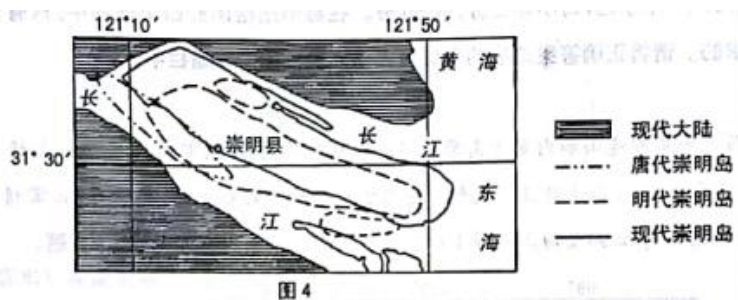 121°10′ 121°50′
黄海
长
崇明县
长
江
31°30′
东
江
海
现代大陆
唐代崇明岛
明代崇明岛
现代崇明岛
图4